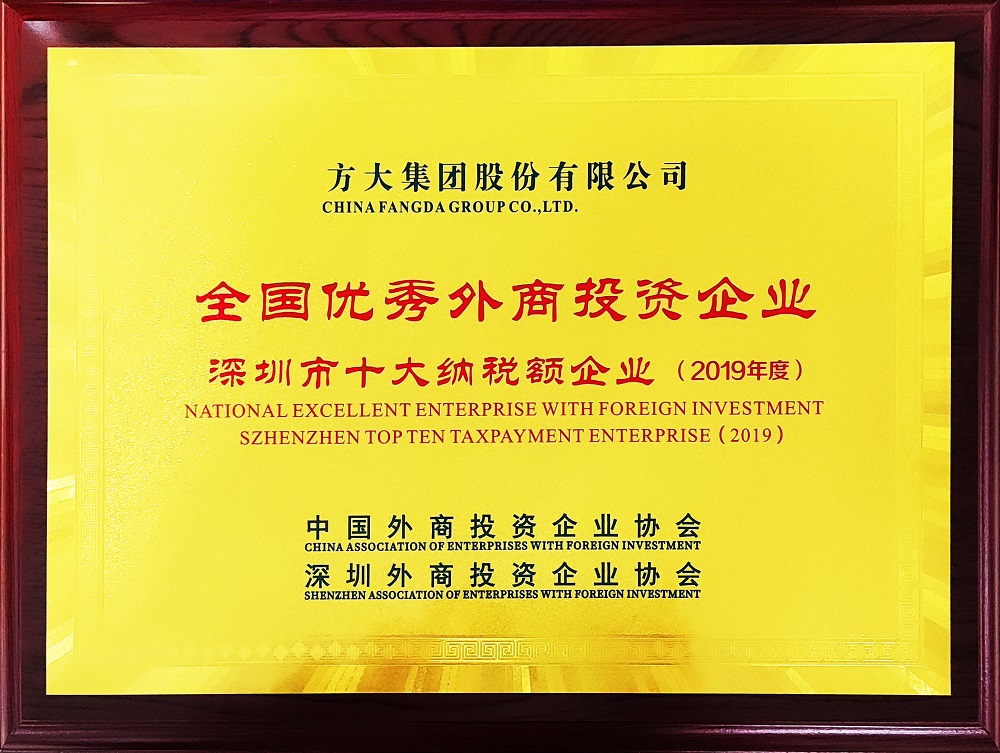 方大集团股份有限公司
CHINA FANGDA GROUP CO.,LTD.
全国优秀外商投资企业
深圳市十大纳税额企业（2019年度）
NATIONAL EXCELLENT ENTERPRISE WITH FOREIGN INVESTMENT
SZHENZHEN TOP TEN TAXPAYMENT ENTERPRISE（2019）
中国外商投资企业协会
CHINA ASSOCIATION OF ENTERPRISES WITH FOREIGN INVESTMENT
深圳外商投资企业协会
SHENZHEN ASSOCIATION OF ENTERPRISES WITH FOREIGN INVESTMENT